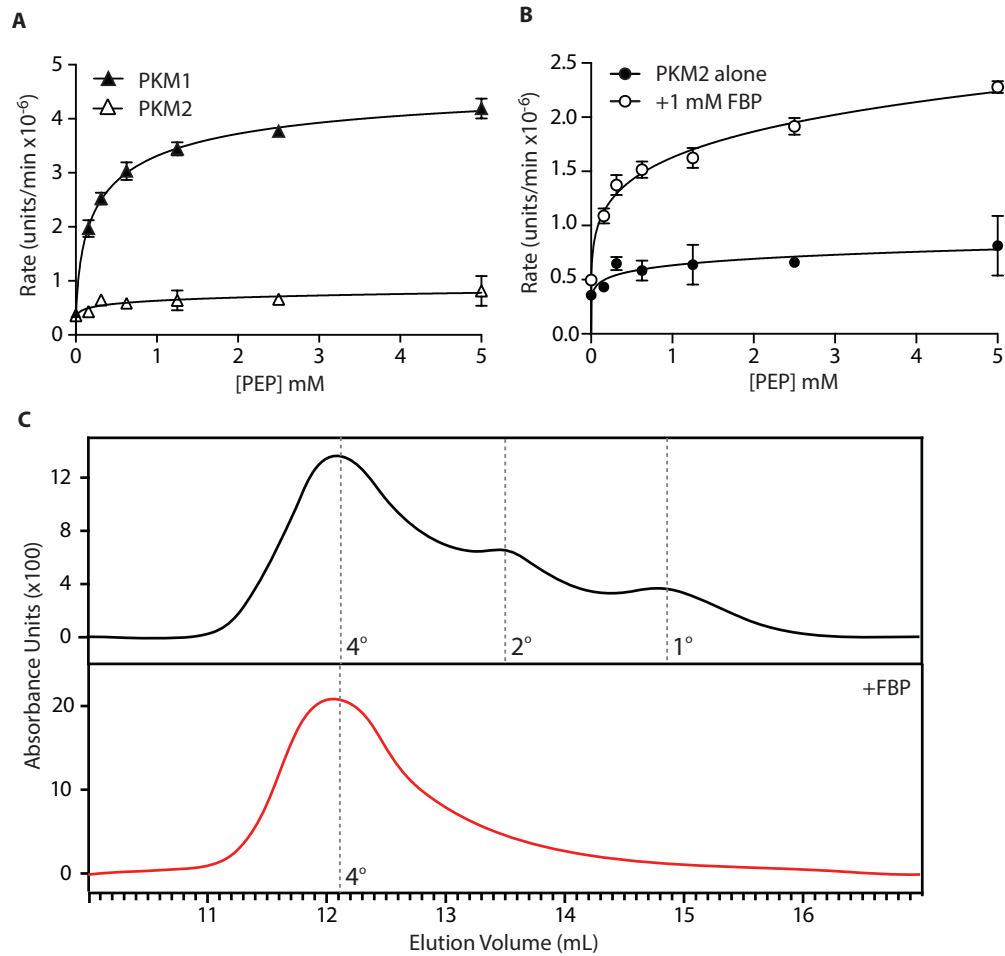 A
B
PKM1
PKM2
Rate (units/min x10⁻⁶)
5
4
3
2
1
0
0 1 2 3 4 5
[PEP] mM
PKM2 alone
+1 mM FBP
Rate (units/min x10⁻⁶)
2.5
2.0
1.5
1.0
0.5
0.0
0 1 2 3 4 5
[PEP] mM
C
Absorbance Units (x100)
12
8
4
0
4° 2° 1°
+FBP
20
10
0
4°
11 12 13 14 15 16
Elution Volume (mL)